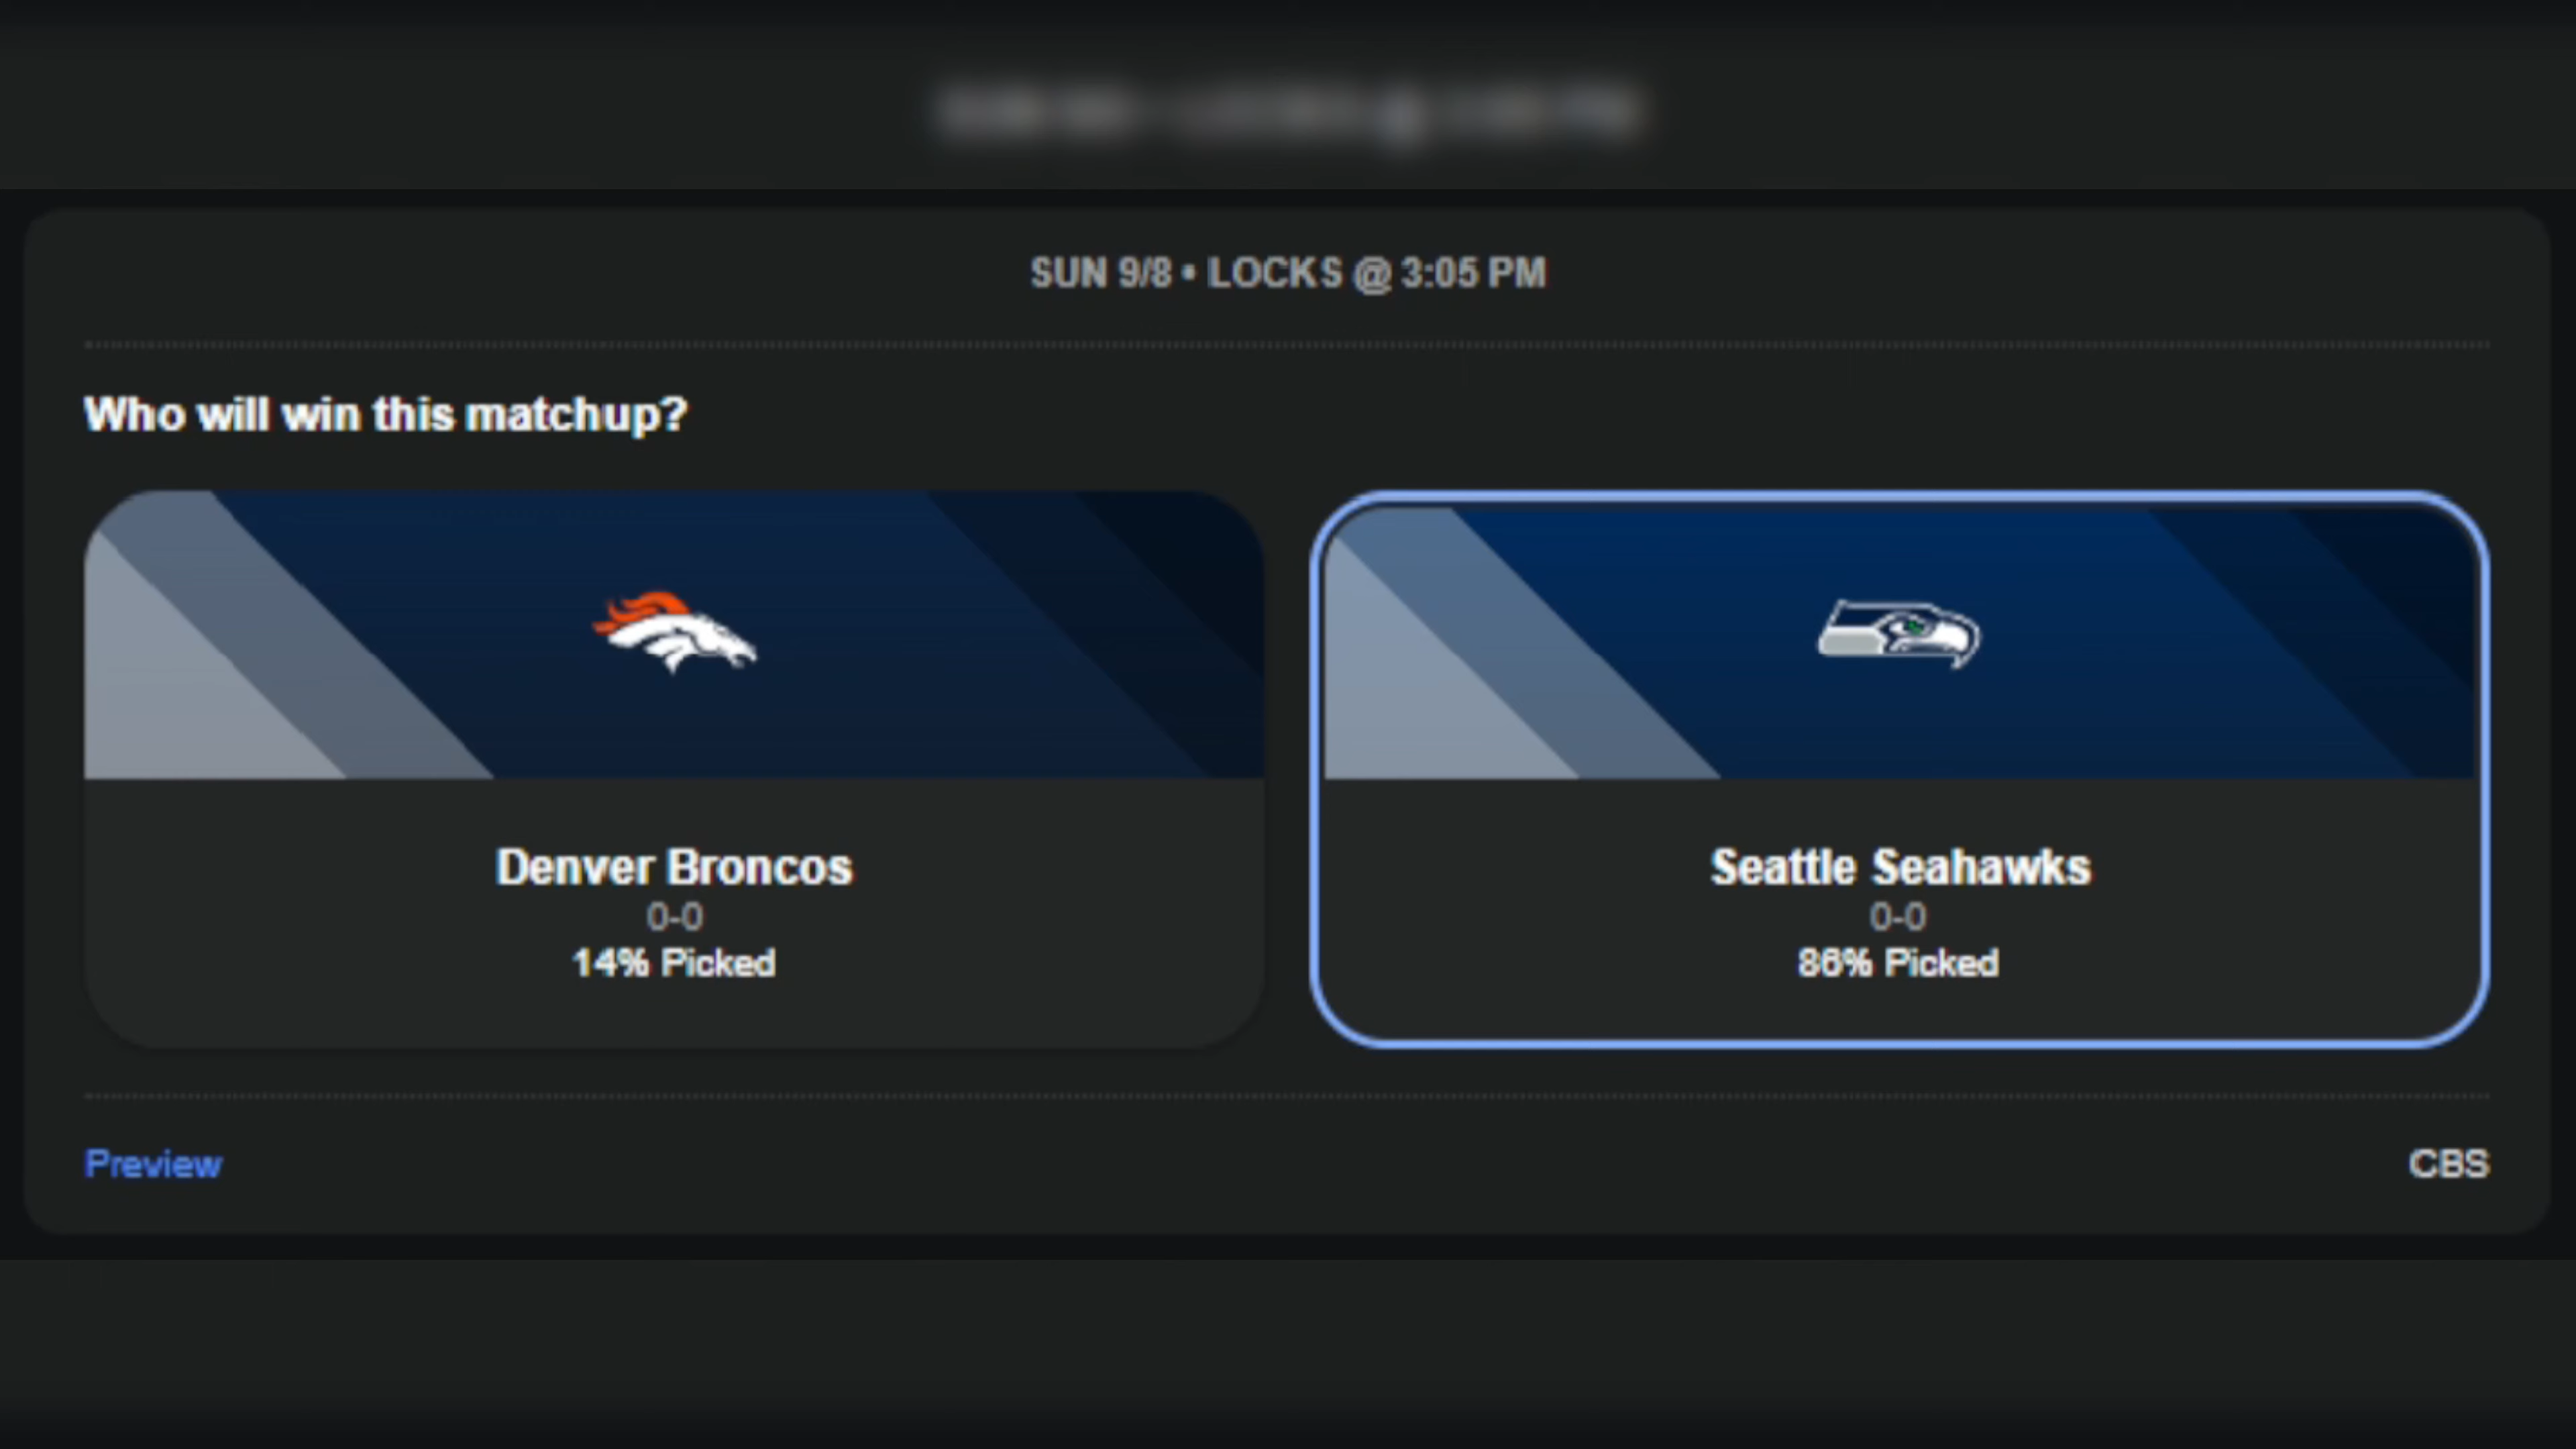 SUN 9/8 • LOCKS @ 3:05 PM
Who will win this matchup?
Denver Broncos
0-0
14% Picked
Seattle Seahawks
0-0
86% Picked
Preview
CBS